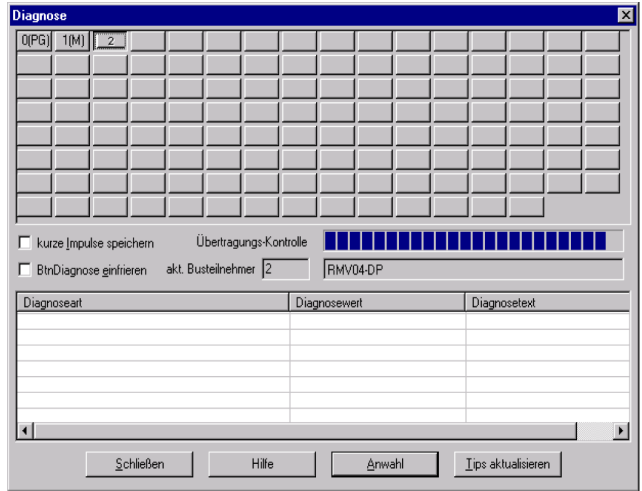 Diagnose
0(PG) 1(M) 2
kurze Impulse speichern Übertragungs-Kontrolle
BtnDiagnose einfrieren akt. Busteilnehmer 2 RMV04-DP
Diagnoseart Diagnosewert Diagnosetext
Schließen Hilfe Anwahl Tips aktualisieren